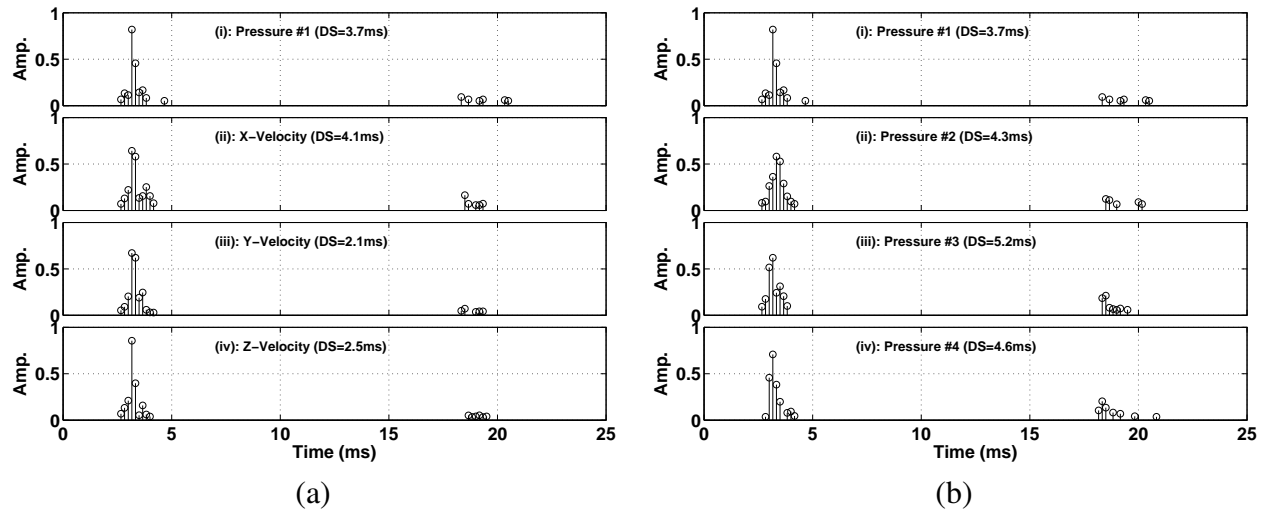 1
0.5
0
Amp.
(i): Pressure #1 (DS=3.7ms)
1
0.5
0
Amp.
(ii): X-Velocity (DS=4.1ms)
1
0.5
0
Amp.
(iii): Y-Velocity (DS=2.1ms)
1
0.5
0
Amp.
(iv): Z-Velocity (DS=2.5ms)
0 5 10 15 20 25
Time (ms)
(a)
1
0.5
0
Amp.
(i): Pressure #1 (DS=3.7ms)
1
0.5
0
Amp.
(ii): Pressure #2 (DS=4.3ms)
1
0.5
0
Amp.
(iii): Pressure #3 (DS=5.2ms)
1
0.5
0
Amp.
(iv): Pressure #4 (DS=4.6ms)
0 5 10 15 20 25
Time (ms)
(b)